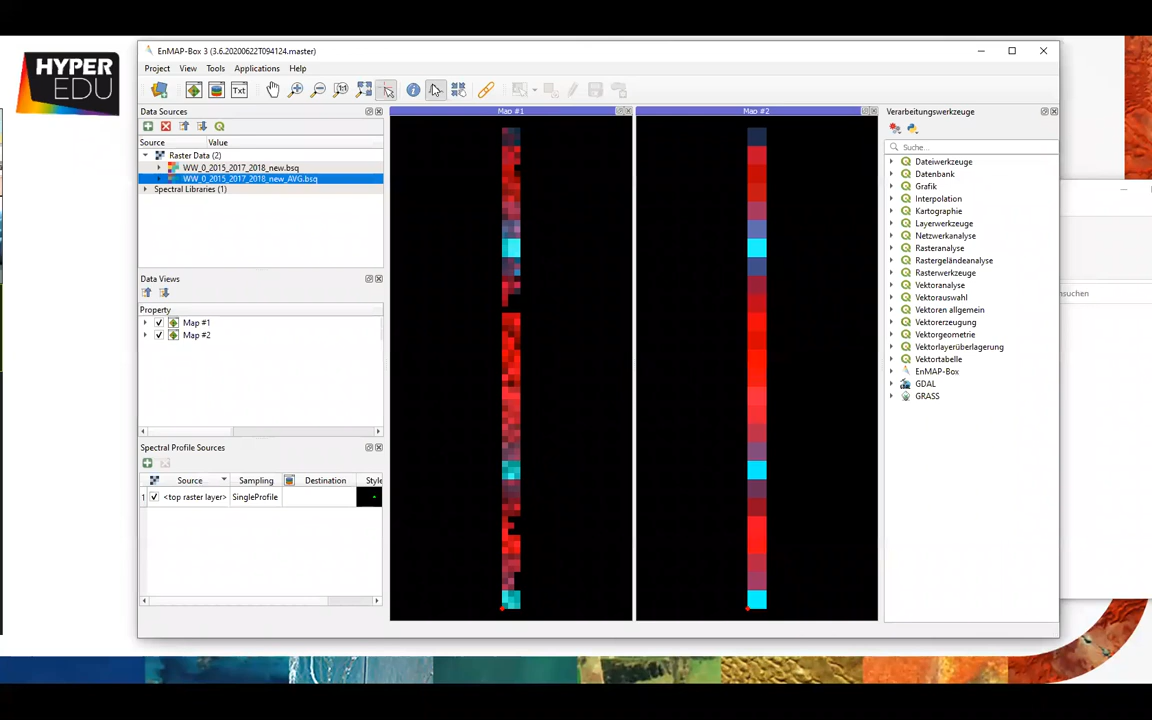 HYPER
EDU
EnMAP-Box 3 (3.6.20200622T094124.master)
Project View Tools Applications Help
Txt
Data Sources
Source Value
Raster Data (2)
WW_0_2015_2017_2018_new.bsq
WW_0_2015_2017_2018_new_AVG.bsq
Spectral Libraries (1)
Data Views
Property
Map #1
Map #2
Spectral Profile Sources
Source Sampling Destination Style
1 <top raster layer> SingleProfile
Map #1
Map #2
Verarbeitungswerkzeuge
Suche...
Dateiwerkzeuge
Datenbank
Grafik
Interpolation
Kartographie
Layerwerkzeuge
Netzwerkanalyse
Rasteranalyse
Rastergeländeanalyse
Rasterwerkzeuge
Vektoranalyse
Vektorauswahl
Vektoren allgemein
Vektorerzeugung
Vektorgeometrie
Vektorlayerüberlagerung
Vektortabelle
EnMAP-Box
GDAL
GRASS
suchen